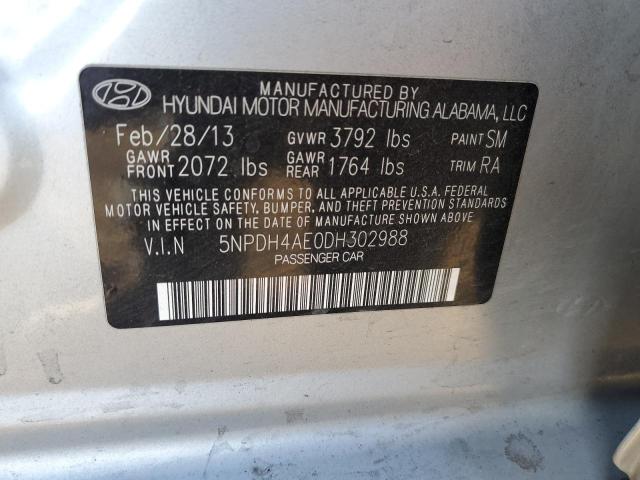 MANUFACTURED BY
HYUNDAI MOTOR MANUFACTURING ALABAMA, LLC
Feb/28/13 GVWR 3792 lbs PAINT SM
GAWR FRONT 2072 lbs GAWR REAR 1764 lbs TRIM RA
THIS VEHICLE CONFORMS TO ALL APPLICABLE U.S.A. FEDERAL
MOTOR VEHICLE SAFETY, BUMPER, AND THEFT PREVENTION STANDARDS
IN EFFECT ON THE DATE OF MANUFACTURE SHOWN ABOVE.
V.I.N 5NPDH4AE0DH302988
PASSENGER CAR